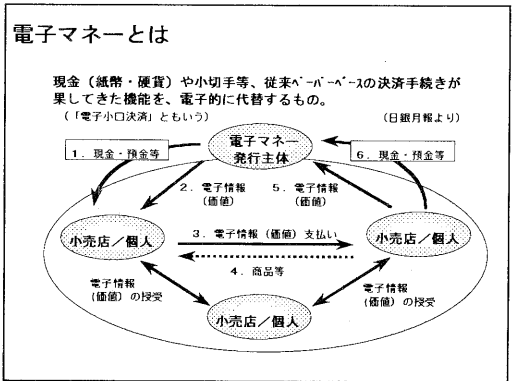 電子マネーとは
現金（紙幣・硬貨）や小切手等、従来ﾍﾟｰﾊﾟｰﾍﾞｰｽの決済手続きが
果してきた機能を、電子的に代替するもの。
（「電子小口決済」ともいう）
（日銀月報より）
電子マネー
発行主体
1．現金・預金等
6．現金・預金等
2．電子情報
（価値）
5．電子情報
（価値）
小売店／個人
3．電子情報（価値）支払い
小売店／個人
4．商品等
電子情報
（価値）の授受
電子情報
（価値）の授受
小売店／個人